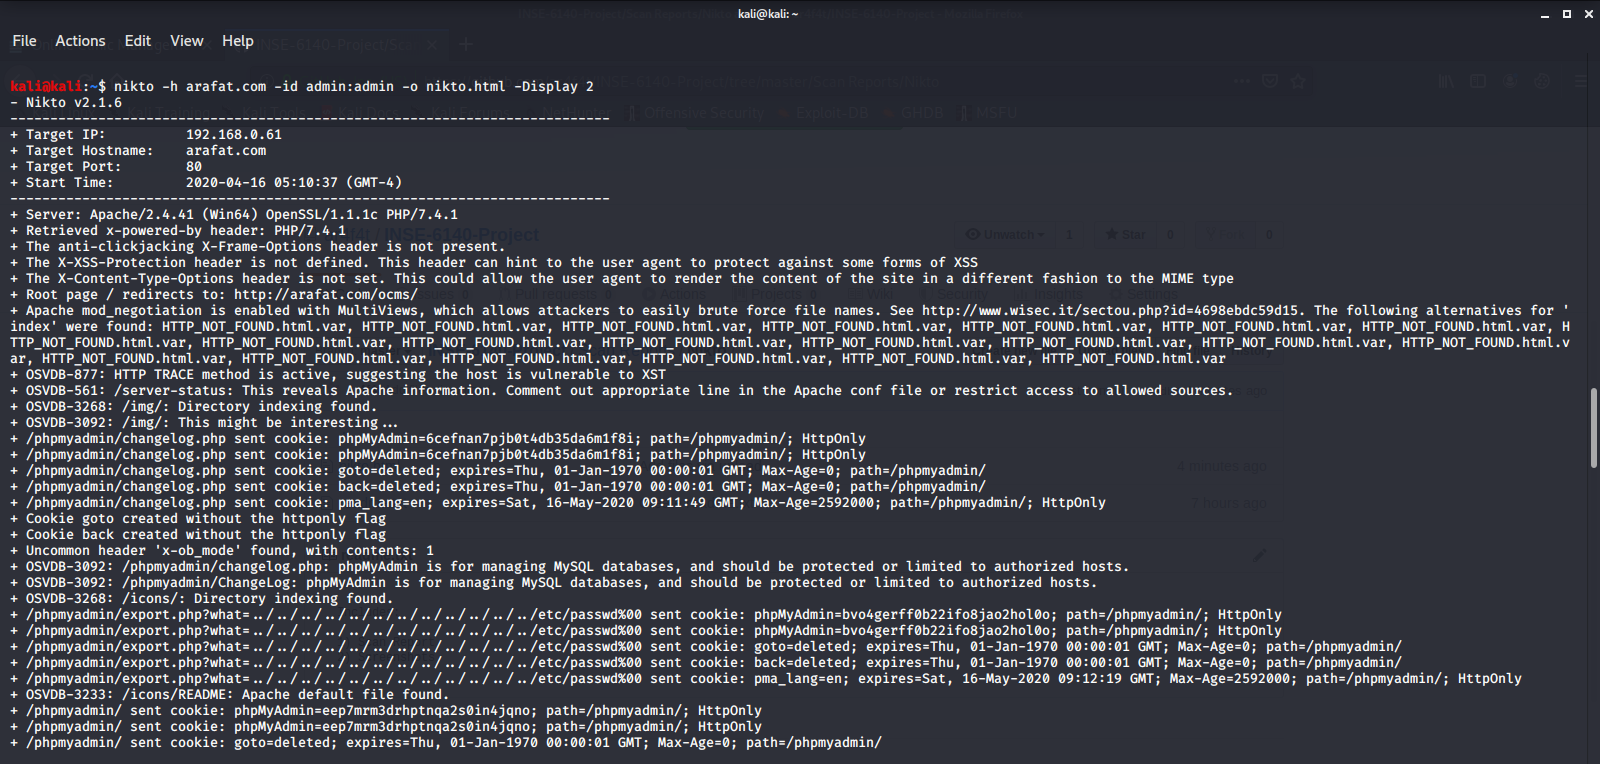 kali@kali: ~
File Actions Edit View Help
kali@kali:~$ nikto -h arafat.com -id admin:admin -o nikto.html -Display 2
- Nikto v2.1.6
---------------------------------------------------------------------------
+ Target IP: 192.168.0.61
+ Target Hostname: arafat.com
+ Target Port: 80
+ Start Time: 2020-04-16 05:10:37 (GMT-4)
---------------------------------------------------------------------------
+ Server: Apache/2.4.41 (Win64) OpenSSL/1.1.1c PHP/7.4.1
+ Retrieved x-powered-by header: PHP/7.4.1
+ The anti-clickjacking X-Frame-Options header is not present.
+ The X-XSS-Protection header is not defined. This header can hint to the user agent to protect against some forms of XSS
+ The X-Content-Type-Options header is not set. This could allow the user agent to render the content of the site in a different fashion to the MIME type
+ Root page / redirects to: http://arafat.com/ocms/
+ Apache mod_negotiation is enabled with MultiViews, which allows attackers to easily brute force file names. See http://www.wisec.it/sectou.php?id=4698ebdc59d15. The following alternatives for '
index' were found: HTTP_NOT_FOUND.html.var, HTTP_NOT_FOUND.html.var, HTTP_NOT_FOUND.html.var, HTTP_NOT_FOUND.html.var, HTTP_NOT_FOUND.html.var, HTTP_NOT_FOUND.html.var, HTTP_NOT_FOUND.html.var, H
TTP_NOT_FOUND.html.var, HTTP_NOT_FOUND.html.var, HTTP_NOT_FOUND.html.var, HTTP_NOT_FOUND.html.var, HTTP_NOT_FOUND.html.var, HTTP_NOT_FOUND.html.var, HTTP_NOT_FOUND.html.var, HTTP_NOT_FOUND.html.v
ar, HTTP_NOT_FOUND.html.var, HTTP_NOT_FOUND.html.var, HTTP_NOT_FOUND.html.var, HTTP_NOT_FOUND.html.var, HTTP_NOT_FOUND.html.var, HTTP_NOT_FOUND.html.var
+ OSVDB-877: HTTP TRACE method is active, suggesting the host is vulnerable to XST
+ OSVDB-561: /server-status: This reveals Apache information. Comment out appropriate line in the Apache conf file or restrict access to allowed sources.
+ OSVDB-3268: /img/: Directory indexing found.
+ OSVDB-3092: /img/: This might be interesting...
+ /phpmyadmin/changelog.php sent cookie: phpMyAdmin=6cefnan7pjb0t4db35da6m1f8i; path=/phpmyadmin/; HttpOnly
+ /phpmyadmin/changelog.php sent cookie: phpMyAdmin=6cefnan7pjb0t4db35da6m1f8i; path=/phpmyadmin/; HttpOnly
+ /phpmyadmin/changelog.php sent cookie: goto=deleted; expires=Thu, 01-Jan-1970 00:00:01 GMT; Max-Age=0; path=/phpmyadmin/
+ /phpmyadmin/changelog.php sent cookie: back=deleted; expires=Thu, 01-Jan-1970 00:00:01 GMT; Max-Age=0; path=/phpmyadmin/
+ /phpmyadmin/changelog.php sent cookie: pma_lang=en; expires=Sat, 16-May-2020 09:11:49 GMT; Max-Age=2592000; path=/phpmyadmin/; HttpOnly
+ Cookie goto created without the httponly flag
+ Cookie back created without the httponly flag
+ Uncommon header 'x-ob_mode' found, with contents: 1
+ OSVDB-3092: /phpmyadmin/changelog.php: phpMyAdmin is for managing MySQL databases, and should be protected or limited to authorized hosts.
+ OSVDB-3092: /phpmyadmin/ChangeLog: phpMyAdmin is for managing MySQL databases, and should be protected or limited to authorized hosts.
+ OSVDB-3268: /icons/: Directory indexing found.
+ /phpmyadmin/export.php?what=../../../../../../../../../../../../etc/passwd%00 sent cookie: phpMyAdmin=bvo4gerff0b22ifo8jao2hol0o; path=/phpmyadmin/; HttpOnly
+ /phpmyadmin/export.php?what=../../../../../../../../../../../../etc/passwd%00 sent cookie: phpMyAdmin=bvo4gerff0b22ifo8jao2hol0o; path=/phpmyadmin/; HttpOnly
+ /phpmyadmin/export.php?what=../../../../../../../../../../../../etc/passwd%00 sent cookie: goto=deleted; expires=Thu, 01-Jan-1970 00:00:01 GMT; Max-Age=0; path=/phpmyadmin/
+ /phpmyadmin/export.php?what=../../../../../../../../../../../../etc/passwd%00 sent cookie: back=deleted; expires=Thu, 01-Jan-1970 00:00:01 GMT; Max-Age=0; path=/phpmyadmin/
+ /phpmyadmin/export.php?what=../../../../../../../../../../../../etc/passwd%00 sent cookie: pma_lang=en; expires=Sat, 16-May-2020 09:12:19 GMT; Max-Age=2592000; path=/phpmyadmin/; HttpOnly
+ OSVDB-3233: /icons/README: Apache default file found.
+ /phpmyadmin/ sent cookie: phpMyAdmin=eep7mrm3drhptnqa2s0in4jqno; path=/phpmyadmin/; HttpOnly
+ /phpmyadmin/ sent cookie: phpMyAdmin=eep7mrm3drhptnqa2s0in4jqno; path=/phpmyadmin/; HttpOnly
+ /phpmyadmin/ sent cookie: goto=deleted; expires=Thu, 01-Jan-1970 00:00:01 GMT; Max-Age=0; path=/phpmyadmin/